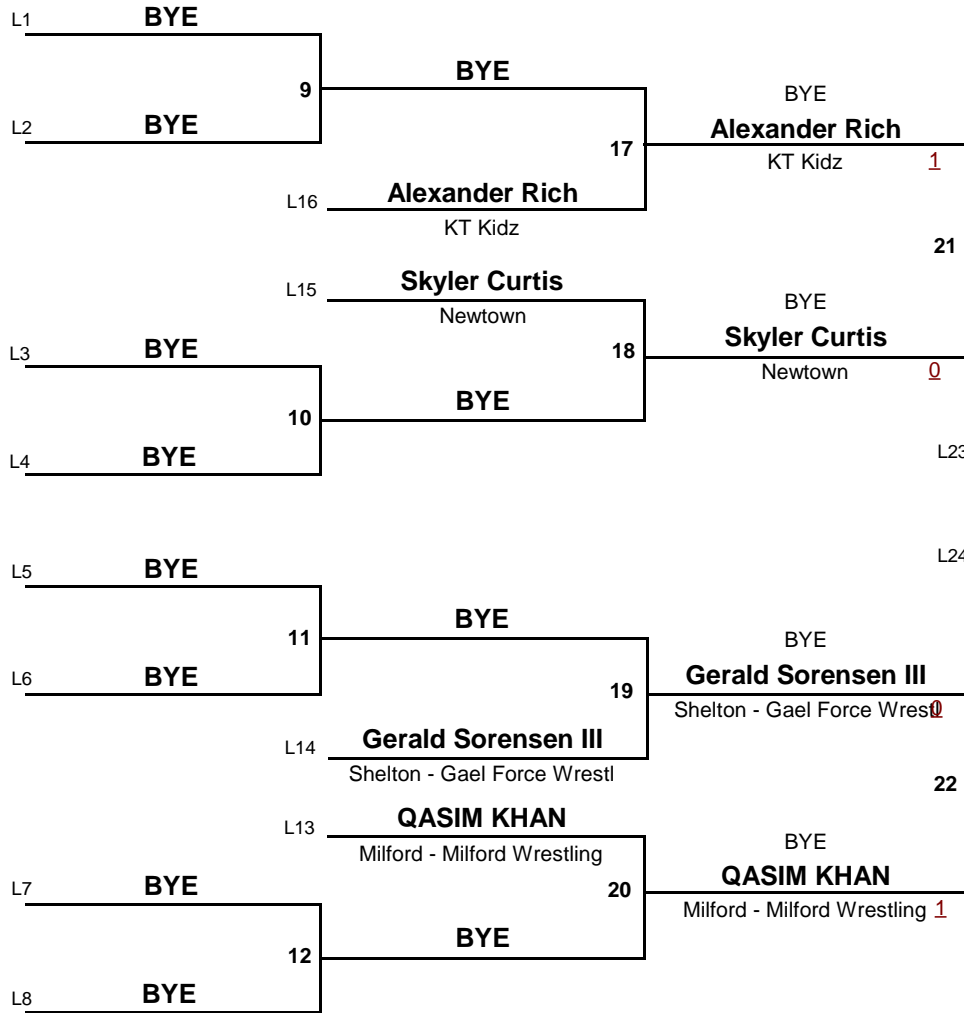 L1 BYE
9 BYE
L2 BYE
BYE
17 Alexander Rich
KT Kidz 1
L16 Alexander Rich
KT Kidz
21
L15 Skyler Curtis
Newtown
BYE
18 Skyler Curtis
Newtown 0
L3 BYE
10 BYE
L4 BYE
L23
L24
L5 BYE
11 BYE
L6 BYE
BYE
19 Gerald Sorensen III
Shelton - Gael Force Wrestl 0
L14 Gerald Sorensen III
Shelton - Gael Force Wrestl
22
L13 QASIM KHAN
Milford - Milford Wrestling
BYE
20 QASIM KHAN
Milford - Milford Wrestling 1
L7 BYE
12 BYE
L8 BYE